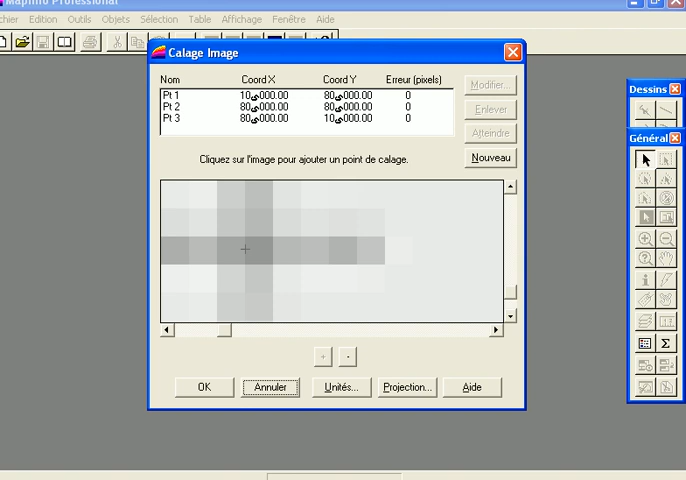 MapInfo Professional
chier Edition Outils Objets Sélection Table Affichage Fenêtre Aide
Calage Image
Nom Coord X Coord Y Erreur (pixels)
Pt 1 10 000.00 80 000.00 0
Pt 2 80 000.00 80 000.00 0
Pt 3 80 000.00 10 000.00 0
Modifier...
Enlever
Atteindre
Nouveau
Cliquez sur l'image pour ajouter un point de calage.
+ -
OK Annuler Unités... Projection... Aide
Dessins
Général